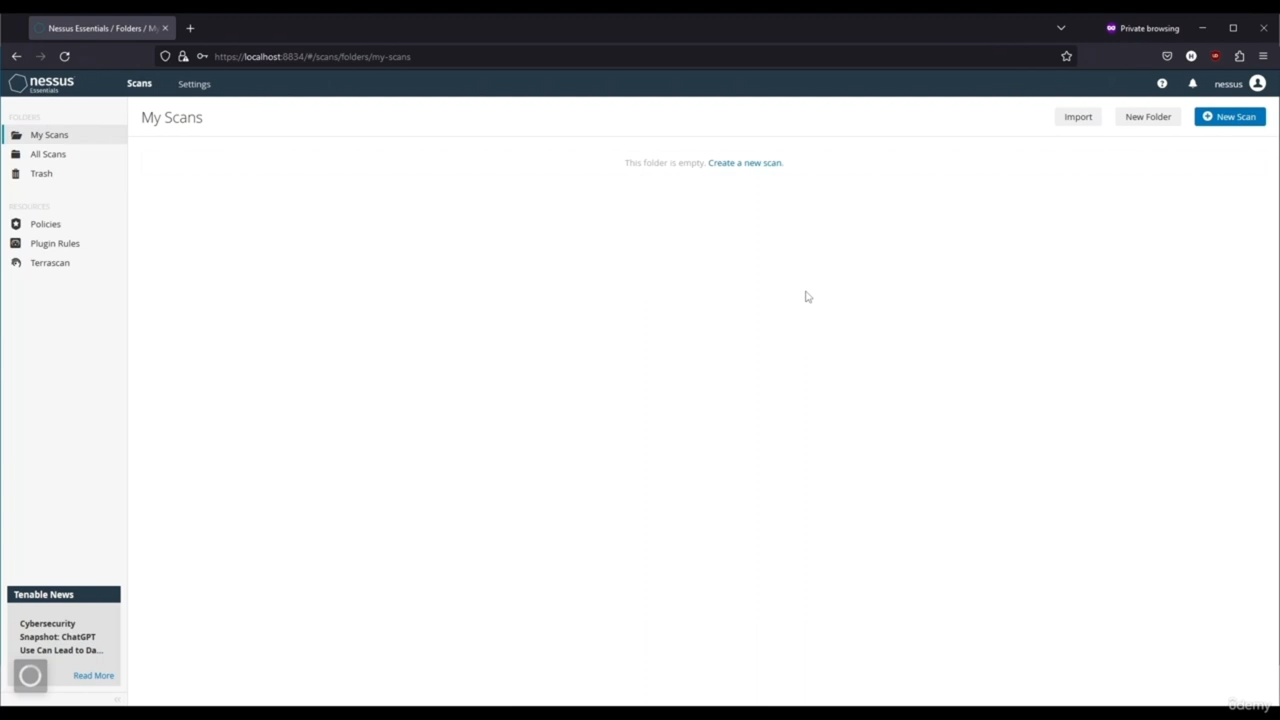 Nessus Essentials / Folders / My
Private browsing
https://localhost:8834/#/scans/folders/my-scans
nessus
Essentials
Scans
Settings
nessus
FOLDERS
My Scans
All Scans
Trash
RESOURCES
Policies
Plugin Rules
Terrascan
My Scans
Import
New Folder
New Scan
This folder is empty. Create a new scan.
Tenable News
Cybersecurity
Snapshot: ChatGPT
Use Can Lead to Da...
Read More
ûdemy